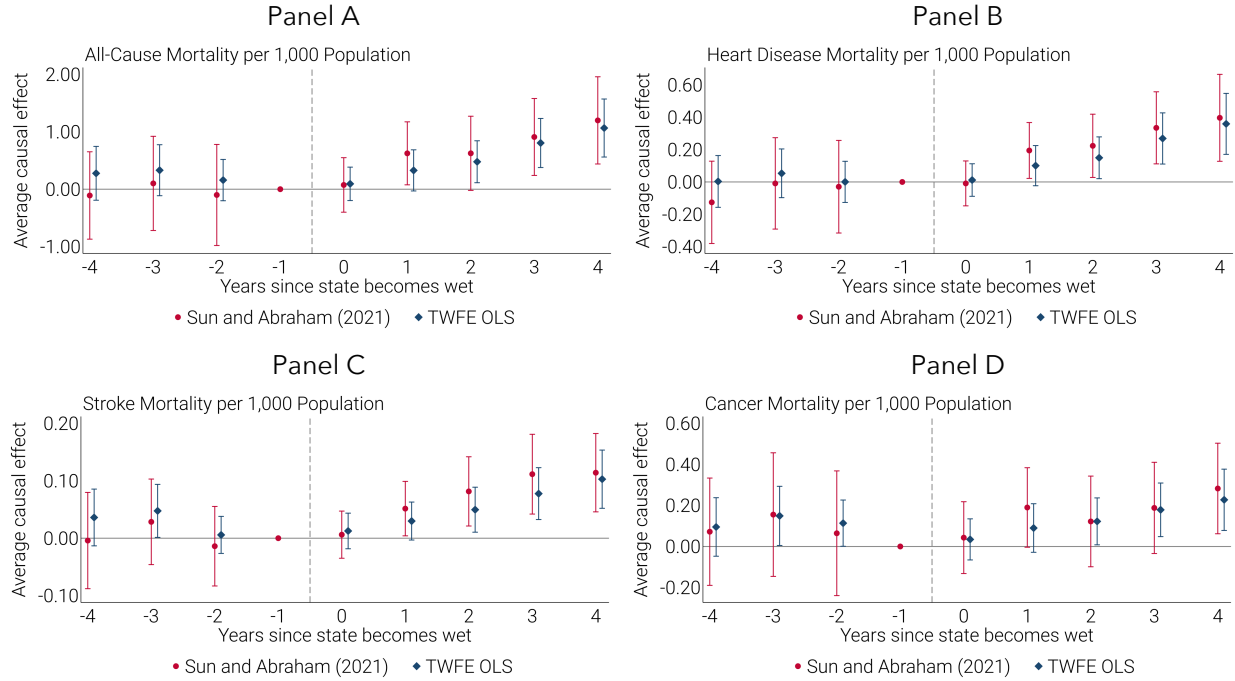 Panel A
All-Cause Mortality per 1,000 Population
Average causal effect
2.00
1.00
0.00
-1.00
-4 -3 -2 -1 0 1 2 3 4
Years since state becomes wet
Sun and Abraham (2021) TWFE OLS
Panel B
Heart Disease Mortality per 1,000 Population
Average causal effect
0.60
0.40
0.20
0.00
-0.20
-0.40
-4 -3 -2 -1 0 1 2 3 4
Years since state becomes wet
Sun and Abraham (2021) TWFE OLS
Panel C
Stroke Mortality per 1,000 Population
Average causal effect
0.20
0.10
0.00
-0.10
-4 -3 -2 -1 0 1 2 3 4
Years since state becomes wet
Sun and Abraham (2021) TWFE OLS
Panel D
Cancer Mortality per 1,000 Population
Average causal effect
0.60
0.40
0.20
0.00
-0.20
-4 -3 -2 -1 0 1 2 3 4
Years since state becomes wet
Sun and Abraham (2021) TWFE OLS